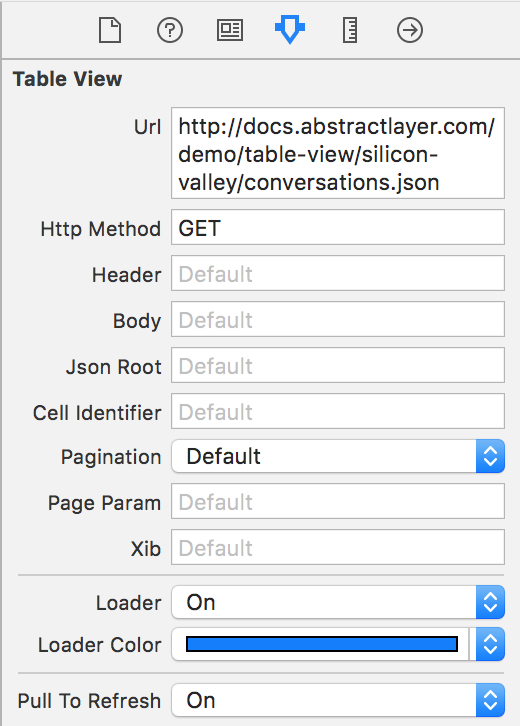 Table View
Url
http://docs.abstractlayer.com/
demo/table-view/silicon-
valley/conversations.json
Http Method GET
Header Default
Body Default
Json Root Default
Cell Identifier Default
Pagination Default
Page Param Default
Xib Default
Loader On
Loader Color
Pull To Refresh On